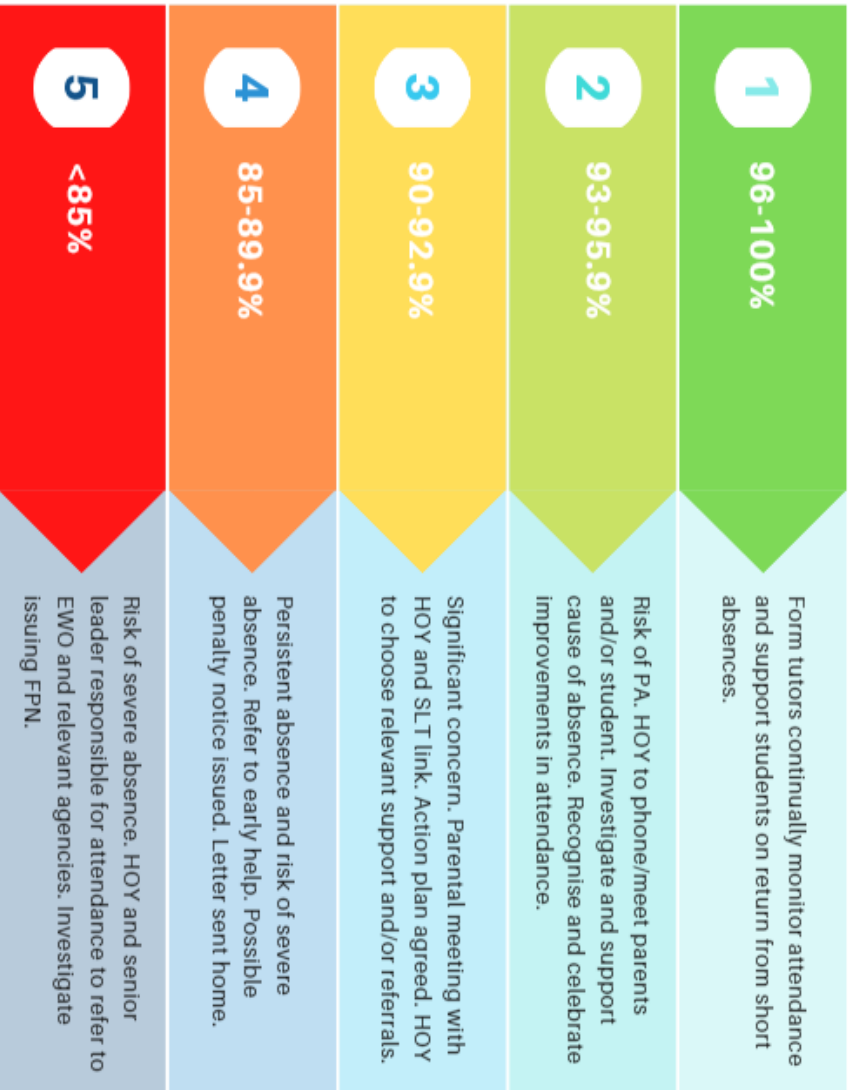 1
96-100%
Form tutors continually monitor attendance
and support students on return from short
absences.
2
93-95.9%
Risk of PA. HOY to phone/meet parents
and/or student. Investigate and support
cause of absence. Recognise and celebrate
improvements in attendance.
3
90-92.9%
Significant concern. Parental meeting with
HOY and SLT link. Action plan agreed. HOY
to choose relevant support and/or referrals.
4
85-89.9%
Persistent absence and risk of severe
absence. Refer to early help. Possible
penalty notice issued. Letter sent home.
5
<85%
Risk of severe absence. HOY and senior
leader responsible for attendance to refer to
EWO and relevant agencies. Investigate
issuing FPN.